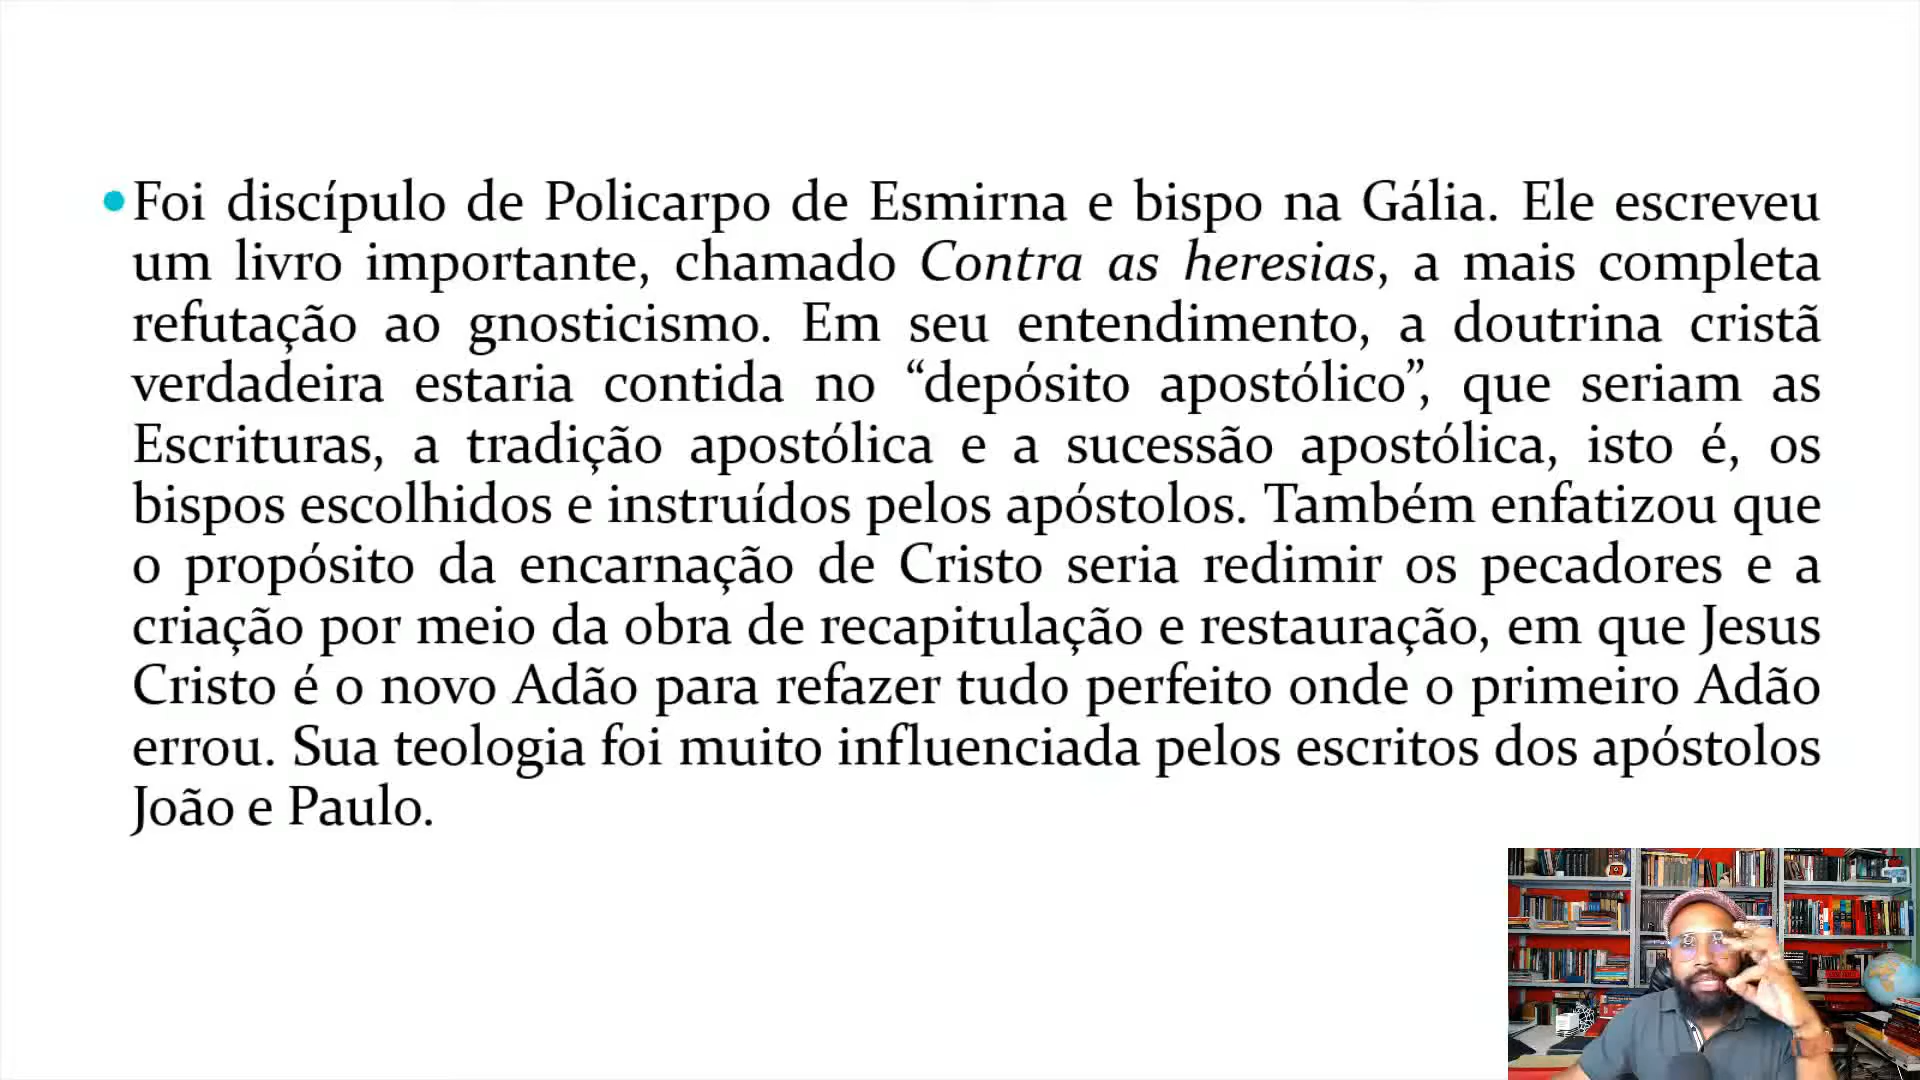 •Foi discípulo de Policarpo de Esmirna e bispo na Gália. Ele escreveu
um livro importante, chamado Contra as heresias, a mais completa
refutação ao gnosticismo. Em seu entendimento, a doutrina cristã
verdadeira estaria contida no “depósito apostólico”, que seriam as
Escrituras, a tradição apostólica e a sucessão apostólica, isto é, os
bispos escolhidos e instruídos pelos apóstolos. Também enfatizou que
o propósito da encarnação de Cristo seria redimir os pecadores e a
criação por meio da obra de recapitulação e restauração, em que Jesus
Cristo é o novo Adão para refazer tudo perfeito onde o primeiro Adão
errou. Sua teologia foi muito influenciada pelos escritos dos apóstolos
João e Paulo.